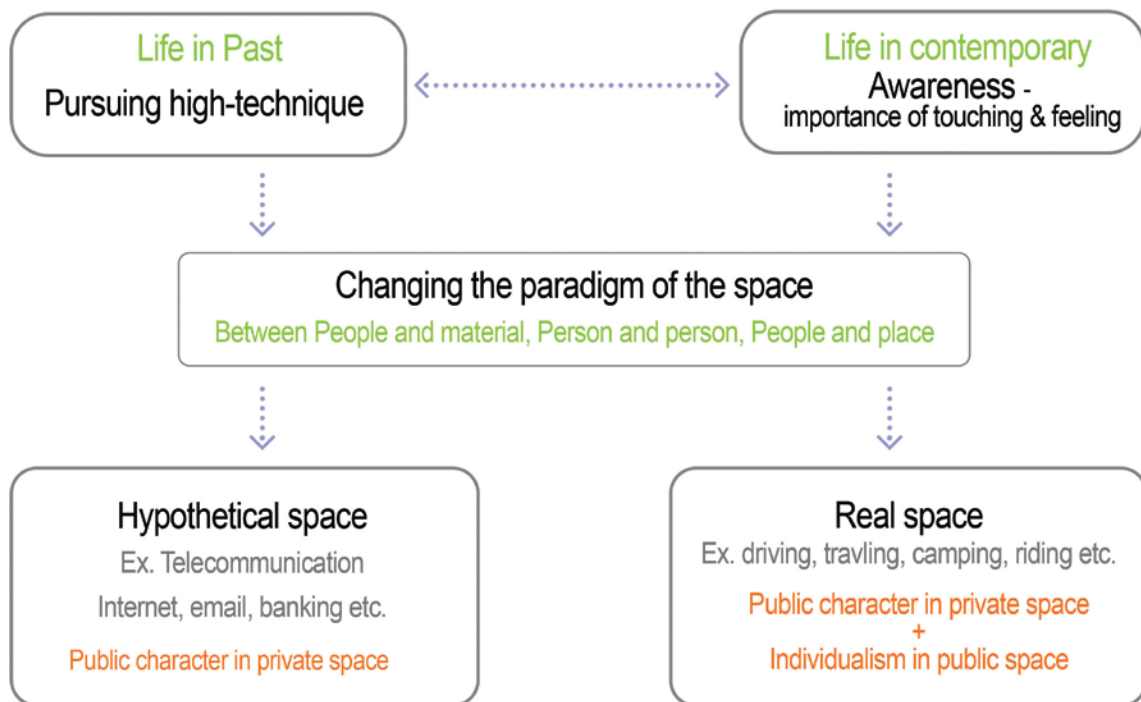 Life in Past
Pursuing high-technique
Life in contemporary
Awareness -
importance of touching & feeling
Changing the paradigm of the space
Between People and material, Person and person, People and place
Hypothetical space
Ex. Telecommunication
Internet, email, banking etc.
Public character in private space
Real space
Ex. driving, travling, camping, riding etc.
Public character in private space
+
Individualism in public space